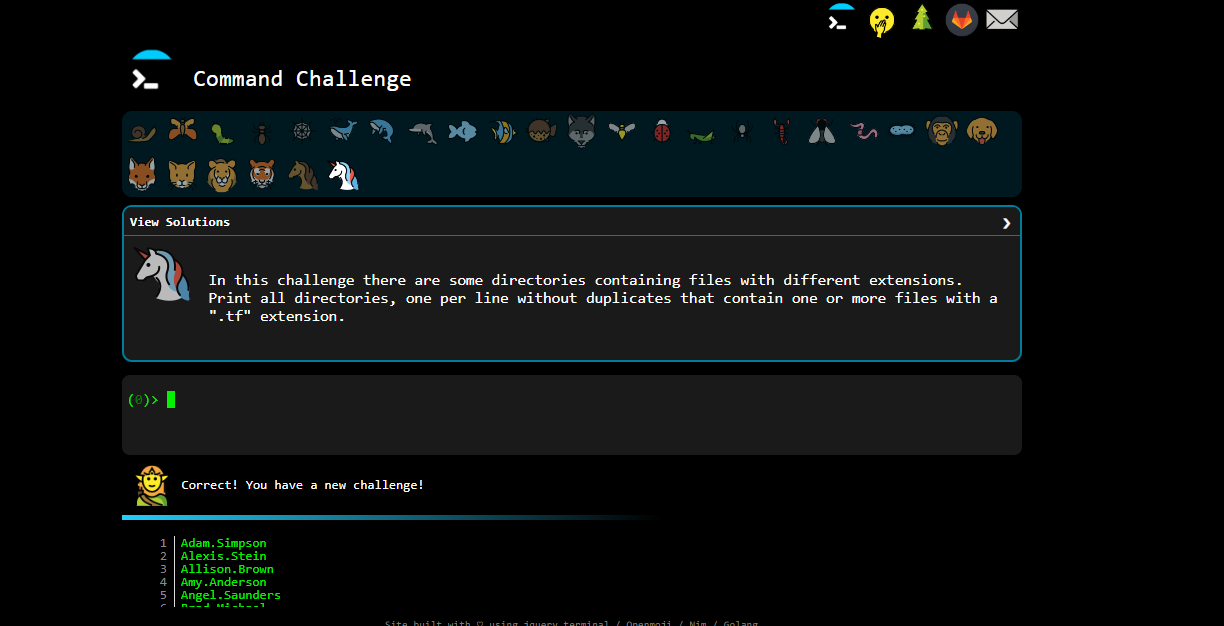 Command Challenge
View Solutions
In this challenge there are some directories containing files with different extensions.
Print all directories, one per line without duplicates that contain one or more files with a
".tf" extension.
(0)>
Correct! You have a new challenge!
1 Adam.Simpson
2 Alexis.Stein
3 Allison.Brown
4 Amy.Anderson
5 Angel.Saunders
Site built with ♡ using jquery terminal / Openmoji / Nim / Golang